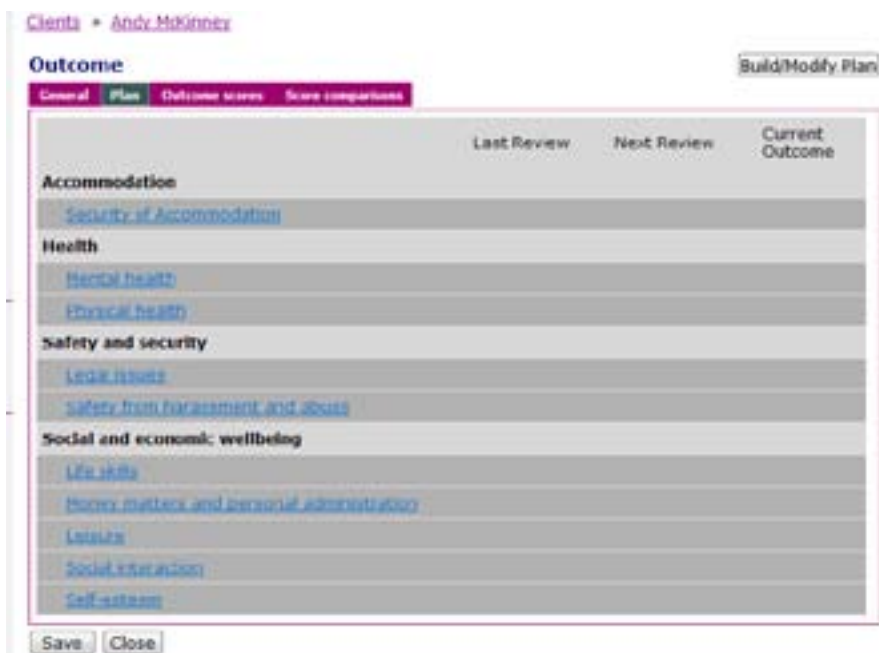 Clients • Andy McKinney
Outcome
Build/Modify Plan
General Plan Outcome scores Score comparisons
Last Review Next Review Current Outcome
Accommodation
Security of Accommodation
Health
Mental health
Physical health
Safety and security
Legal issues
Safety from harassment and abuse
Social and economic wellbeing
Life skills
Money matters and personal administration
Leisure
Social interaction
Self-esteem
Save Close